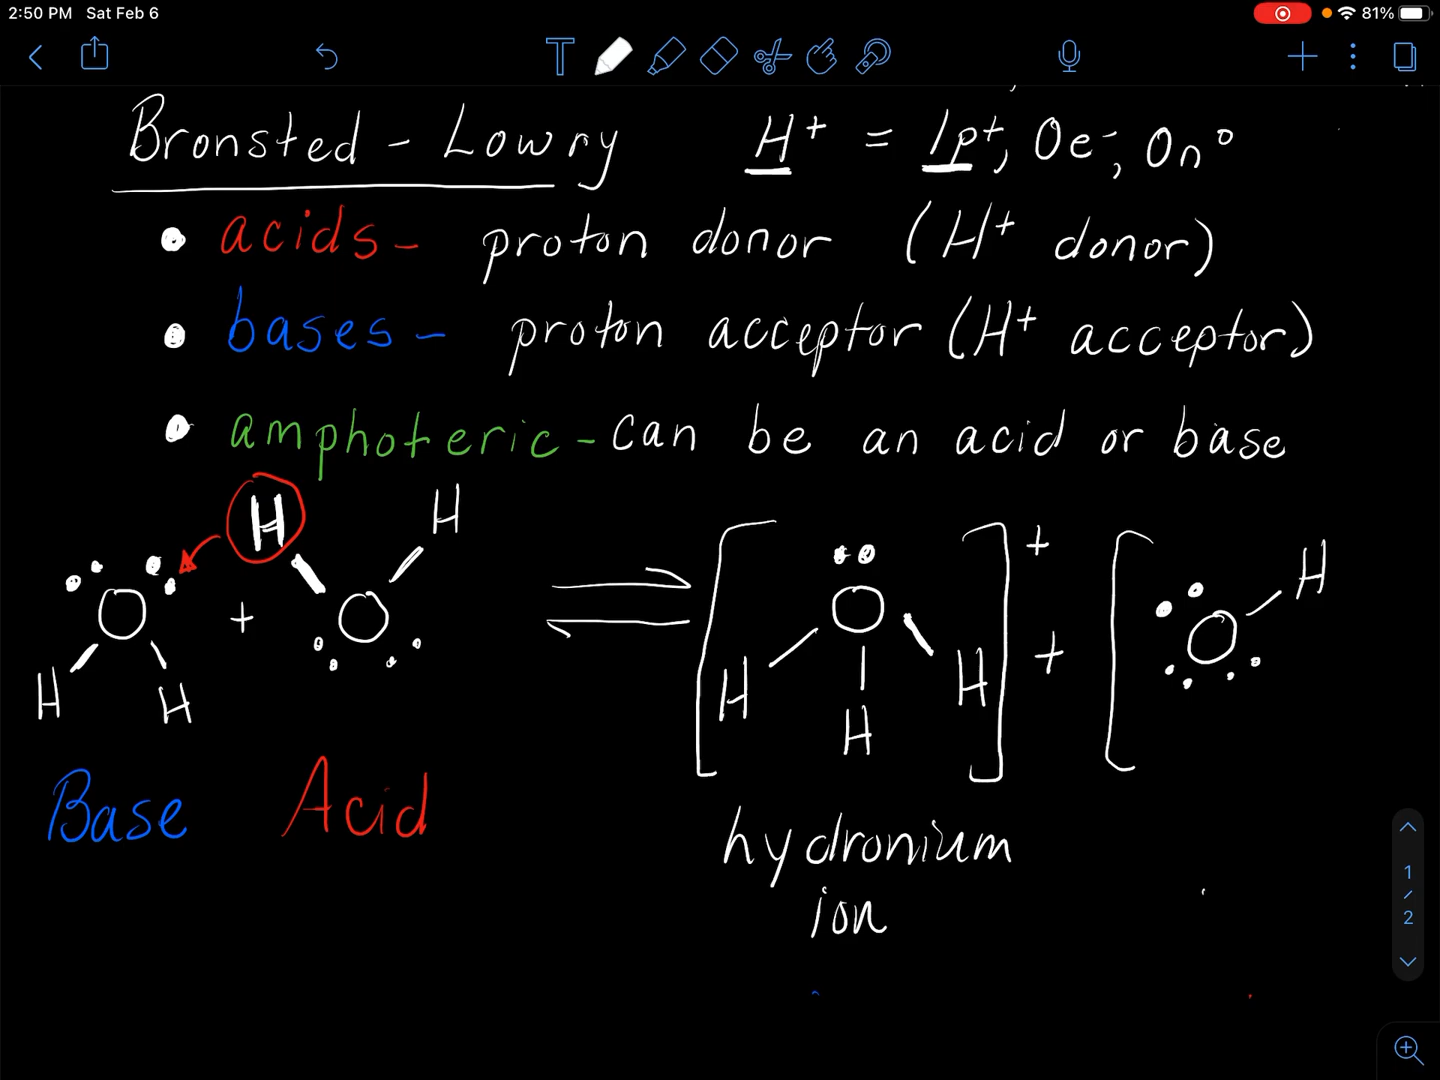 2:50 PM Sat Feb 6 81%
Bronsted - Lowry H⁺ = 1p⁺, 0e⁻, 0n⁰
• acids - proton donor (H⁺ donor)
• bases - proton acceptor (H⁺ acceptor)
• amphoteric - can be an acid or base
H H
O + O ⇌ [ O ]⁺ + [ O H
H H H H H
Base Acid
hydronium
ion
1
/
2